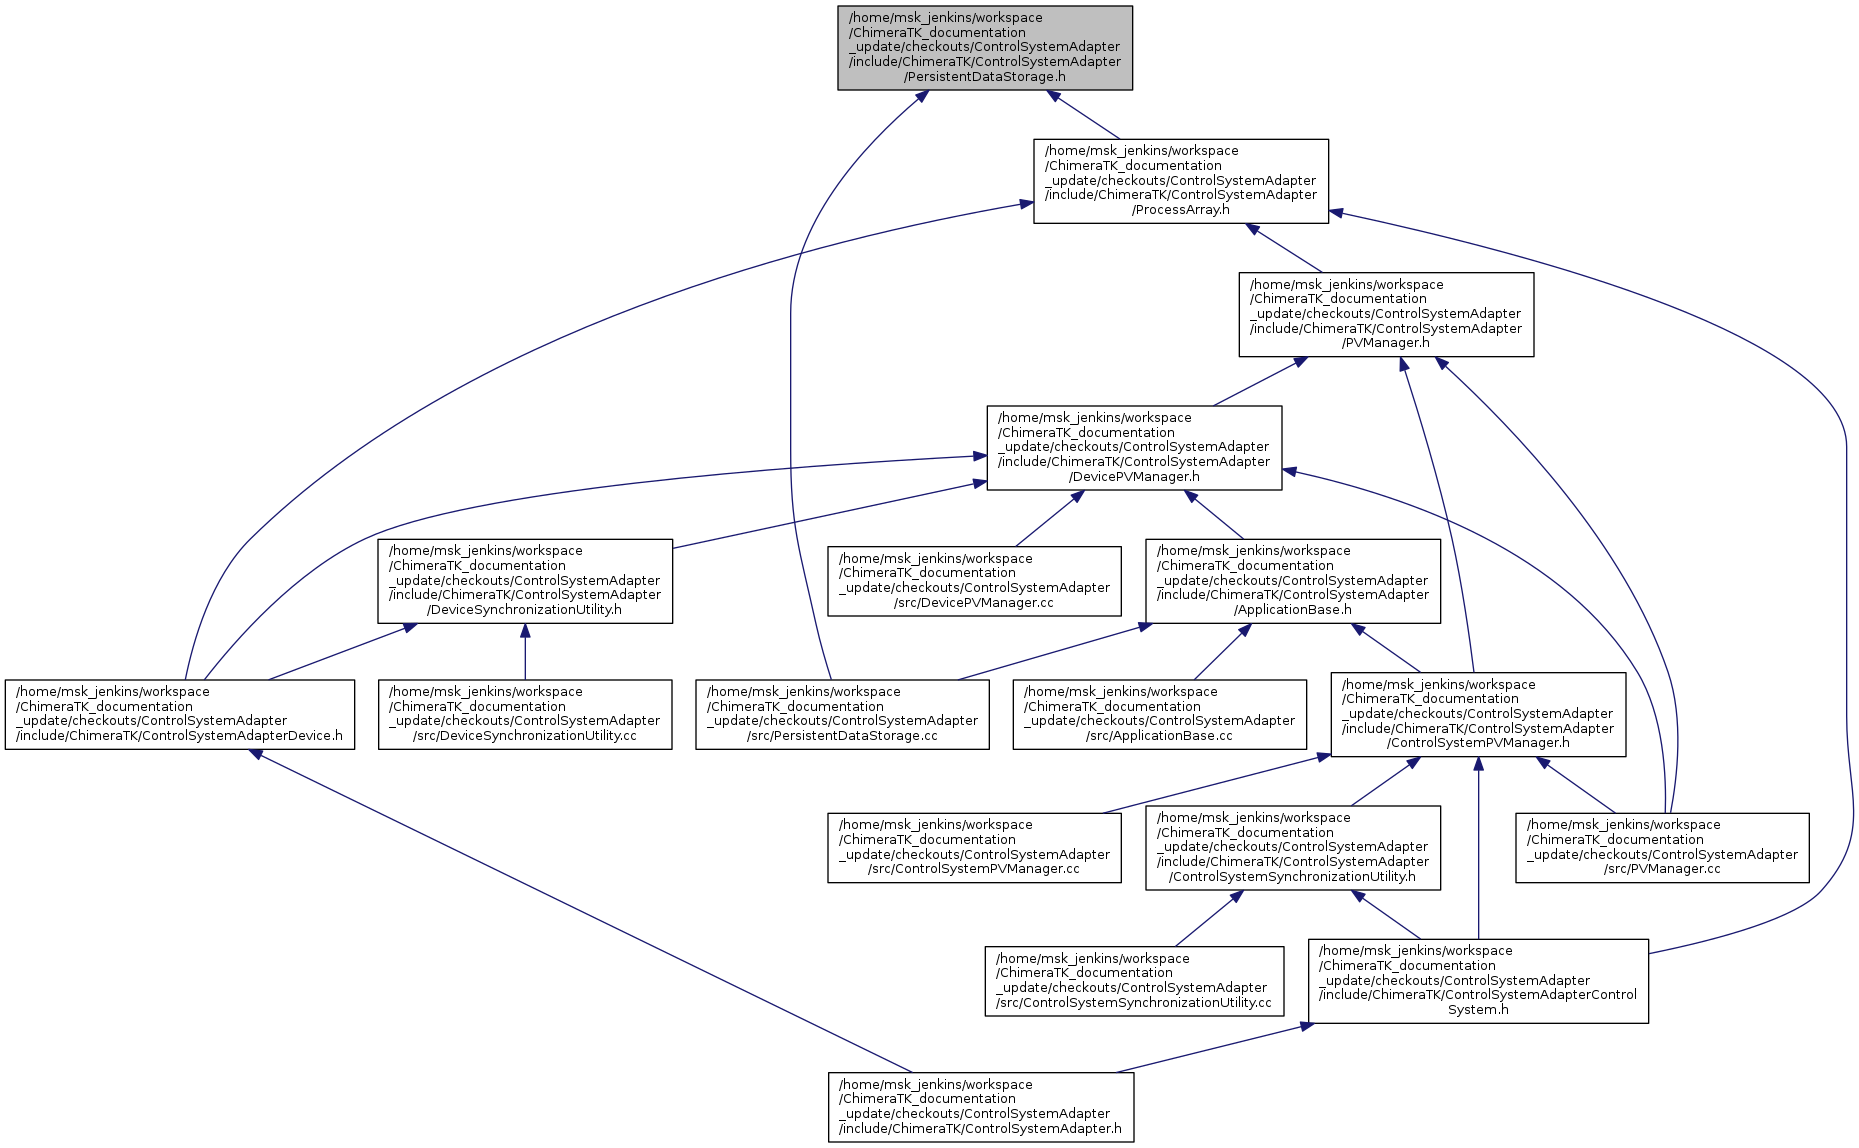 /home/msk_jenkins/workspace
/ChimeraTK_documentation
_update/checkouts/ControlSystemAdapter
/include/ChimeraTK/ControlSystemAdapter
/PersistentDataStorage.h
/home/msk_jenkins/workspace
/ChimeraTK_documentation
_update/checkouts/ControlSystemAdapter
/include/ChimeraTK/ControlSystemAdapter
/ProcessArray.h
/home/msk_jenkins/workspace
/ChimeraTK_documentation
_update/checkouts/ControlSystemAdapter
/include/ChimeraTK/ControlSystemAdapter
/PVManager.h
/home/msk_jenkins/workspace
/ChimeraTK_documentation
_update/checkouts/ControlSystemAdapter
/include/ChimeraTK/ControlSystemAdapter
/DevicePVManager.h
/home/msk_jenkins/workspace
/ChimeraTK_documentation
_update/checkouts/ControlSystemAdapter
/include/ChimeraTK/ControlSystemAdapter
/DeviceSynchronizationUtility.h
/home/msk_jenkins/workspace
/ChimeraTK_documentation
_update/checkouts/ControlSystemAdapter
/src/DevicePVManager.cc
/home/msk_jenkins/workspace
/ChimeraTK_documentation
_update/checkouts/ControlSystemAdapter
/include/ChimeraTK/ControlSystemAdapter
/ApplicationBase.h
/home/msk_jenkins/workspace
/ChimeraTK_documentation
_update/checkouts/ControlSystemAdapter
/include/ChimeraTK/ControlSystemAdapterDevice.h
/home/msk_jenkins/workspace
/ChimeraTK_documentation
_update/checkouts/ControlSystemAdapter
/src/DeviceSynchronizationUtility.cc
/home/msk_jenkins/workspace
/ChimeraTK_documentation
_update/checkouts/ControlSystemAdapter
/src/PersistentDataStorage.cc
/home/msk_jenkins/workspace
/ChimeraTK_documentation
_update/checkouts/ControlSystemAdapter
/src/ApplicationBase.cc
/home/msk_jenkins/workspace
/ChimeraTK_documentation
_update/checkouts/ControlSystemAdapter
/include/ChimeraTK/ControlSystemAdapter
/ControlSystemPVManager.h
/home/msk_jenkins/workspace
/ChimeraTK_documentation
_update/checkouts/ControlSystemAdapter
/src/ControlSystemPVManager.cc
/home/msk_jenkins/workspace
/ChimeraTK_documentation
_update/checkouts/ControlSystemAdapter
/include/ChimeraTK/ControlSystemAdapter
/ControlSystemSynchronizationUtility.h
/home/msk_jenkins/workspace
/ChimeraTK_documentation
_update/checkouts/ControlSystemAdapter
/src/PVManager.cc
/home/msk_jenkins/workspace
/ChimeraTK_documentation
_update/checkouts/ControlSystemAdapter
/src/ControlSystemSynchronizationUtility.cc
/home/msk_jenkins/workspace
/ChimeraTK_documentation
_update/checkouts/ControlSystemAdapter
/include/ChimeraTK/ControlSystemAdapterControl
System.h
/home/msk_jenkins/workspace
/ChimeraTK_documentation
_update/checkouts/ControlSystemAdapter
/include/ChimeraTK/ControlSystemAdapter.h